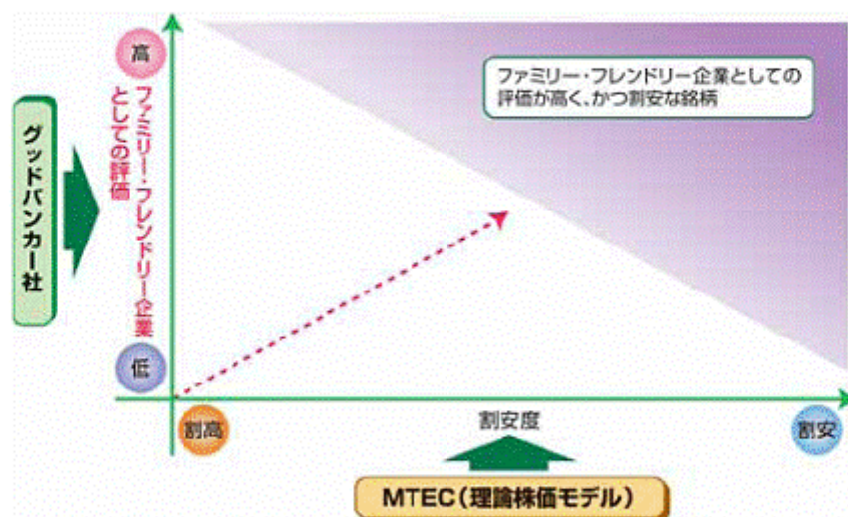 高
ファミリー・フレンドリー企業
としての評価
ファミリー・フレンドリー企業としての
評価が高く、かつ割安な銘柄
グッドバンカー社
低
割高
割安度
割安
MTEC(理論株価モデル)